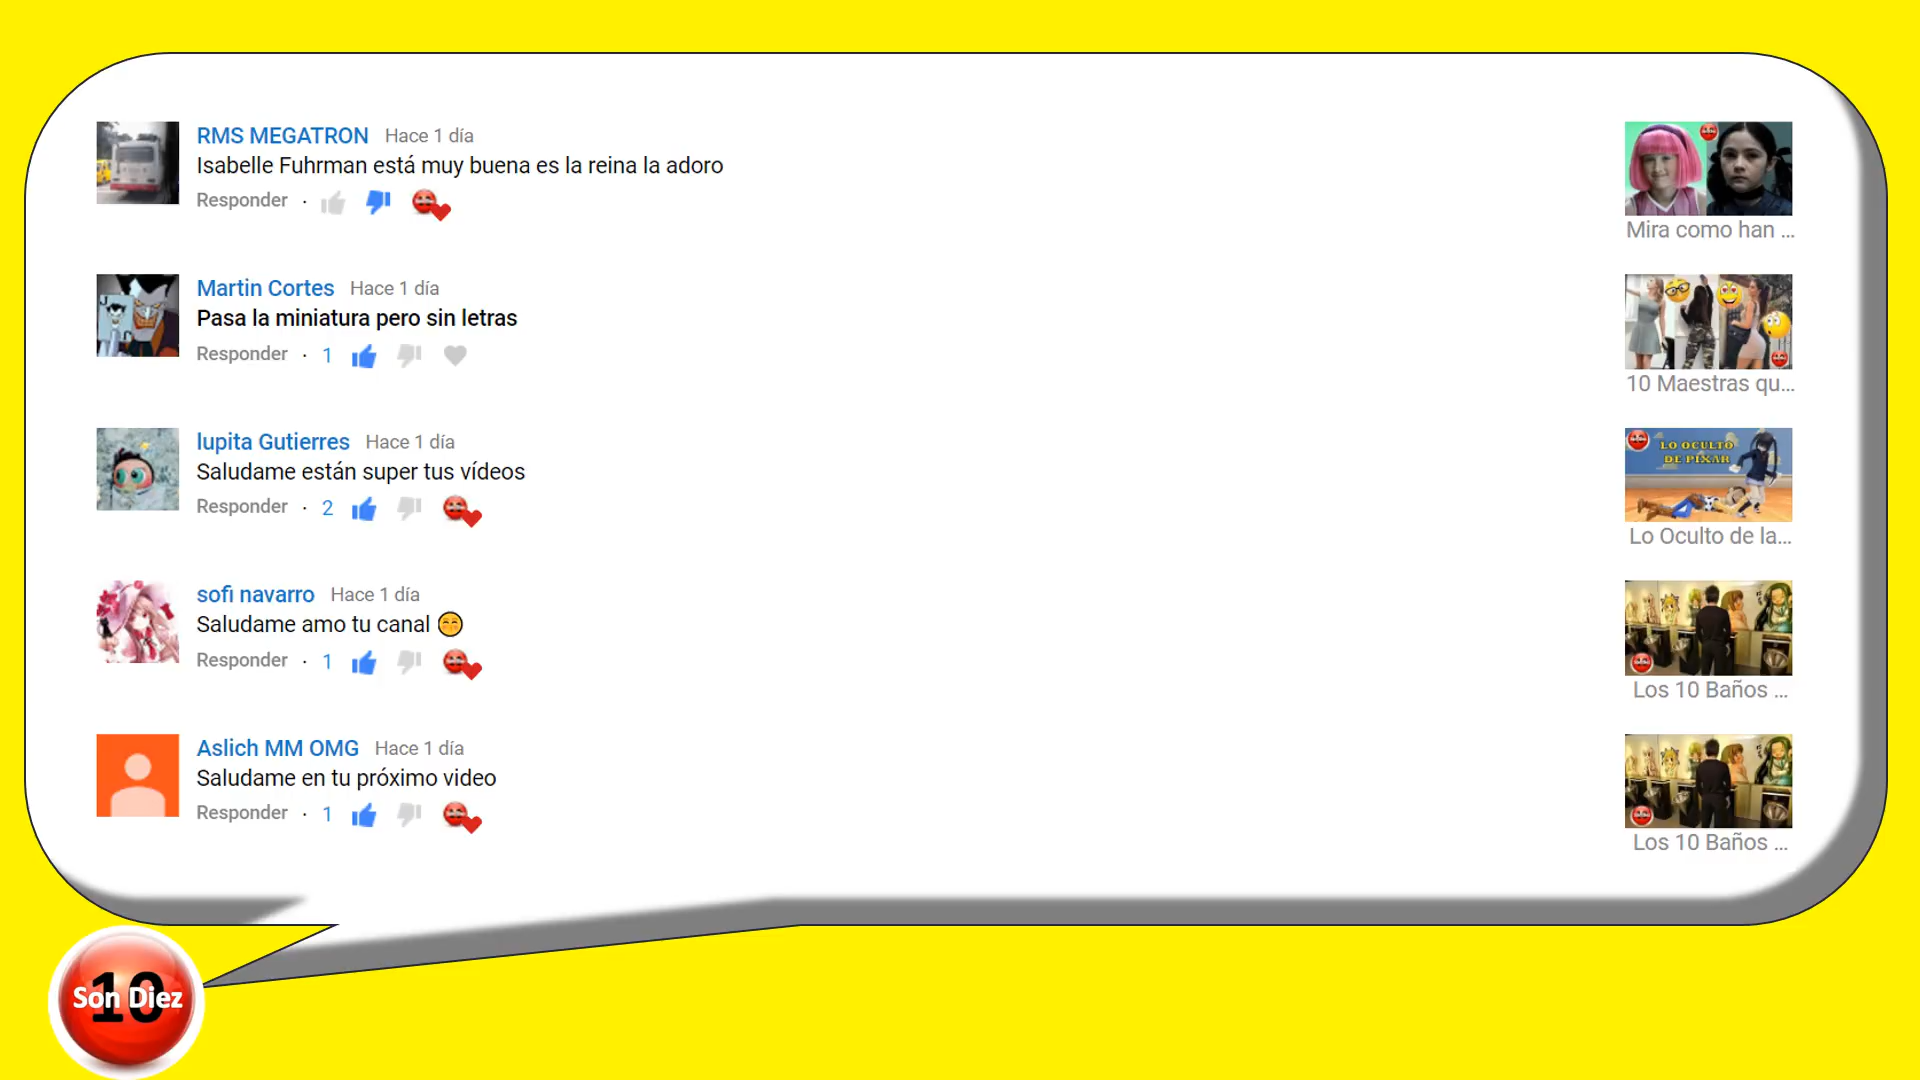 RMS MEGATRON Hace 1 día
Isabelle Fuhrman está muy buena es la reina la adoro
Responder ·
Mira como han ...
Martin Cortes Hace 1 día
Pasa la miniatura pero sin letras
Responder · 1
10 Maestras qu...
lupita Gutierres Hace 1 día
Saludame están super tus vídeos
Responder · 2
LO OCULTO
DE PIXAR
Lo Oculto de la...
sofi navarro Hace 1 día
Saludame amo tu canal 😚
Responder · 1
Los 10 Baños ...
Aslich MM OMG Hace 1 día
Saludame en tu próximo video
Responder · 1
Los 10 Baños ...
10
Son Diez